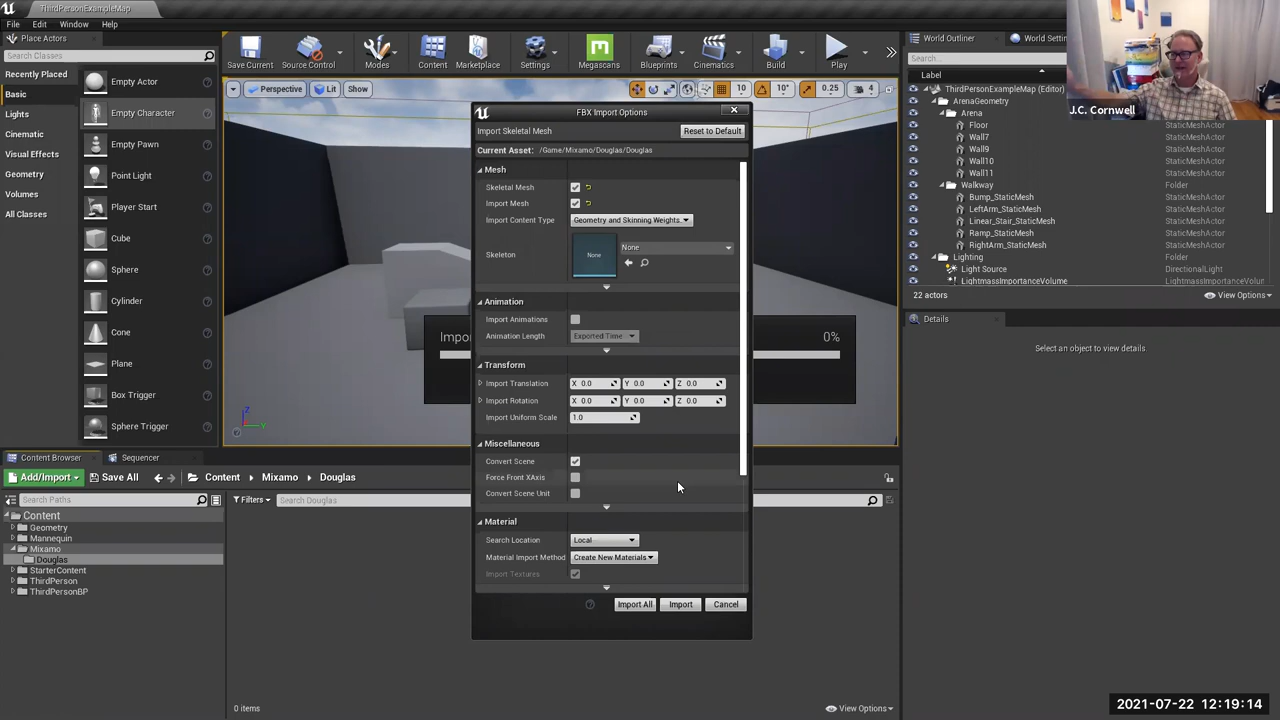 ThirdPersonExampleMap
File Edit Window Help
Place Actors
Search Classes
Recently Placed
Basic
Lights
Cinematic
Visual Effects
Geometry
Volumes
All Classes
Empty Actor
Empty Character
Empty Pawn
Point Light
Player Start
Cube
Sphere
Cylinder
Cone
Plane
Box Trigger
Sphere Trigger
Save Current
Source Control
Modes
Content
Marketplace
Settings
Megascans
Blueprints
Cinematics
Build
Play
Perspective Lit Show
10 10° 0.25 4
FBX Import Options
Import Skeletal Mesh
Reset to Default
Current Asset: /Game/Mixamo/Douglas/Douglas
Mesh
Skeletal Mesh
Import Mesh
Import Content Type Geometry and Skinning Weights.
Skeleton
None
None
Animation
Import Animations
Animation Length Exported Time
Transform
Import Translation X 0.0 Y 0.0 Z 0.0
Import Rotation X 0.0 Y 0.0 Z 0.0
Import Uniform Scale 1.0
Miscellaneous
Convert Scene
Force Front XAxis
Convert Scene Unit
Material
Search Location Local
Material Import Method Create New Materials
Import Textures
Import All Import Cancel
Impo
0%
World Outliner
World Settin
Search...
Label
ThirdPersonExampleMap (Editor)
ArenaGeometry
Arena
Floor StaticMeshActor
Wall7 StaticMeshActor
Wall9 StaticMeshActor
Wall10 StaticMeshActor
Wall11 StaticMeshActor
Walkway Folder
Bump_StaticMesh StaticMeshActor
LeftArm_StaticMesh StaticMeshActor
Linear_Stair_StaticMesh StaticMeshActor
Ramp_StaticMesh StaticMeshActor
RightArm_StaticMesh StaticMeshActor
Lighting Folder
Light Source DirectionalLight
LightmassImportanceVolume LightmassImportanceVolu
22 actors
View Options
Details
Select an object to view details.
J.C. Cornwell
Content Browser
Sequencer
Add/Import
Save All
Content
Mixamo
Douglas
Search Paths
Filters
Search Douglas
Content
Geometry
Mannequin
Mixamo
Douglas
StarterContent
ThirdPerson
ThirdPersonBP
0 items
View Options
2021-07-22 12:19:14